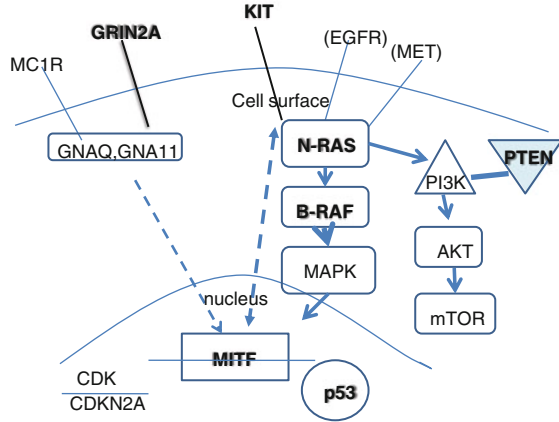 KIT
GRIN2A
(EGFR)
(MET)
MC1R
Cell surface
GNAQ,GNA11
N-RAS
PTEN
PI3K
B-RAF
AKT
MAPK
nucleus
mTOR
MITF
CDK
CDKN2A
p53